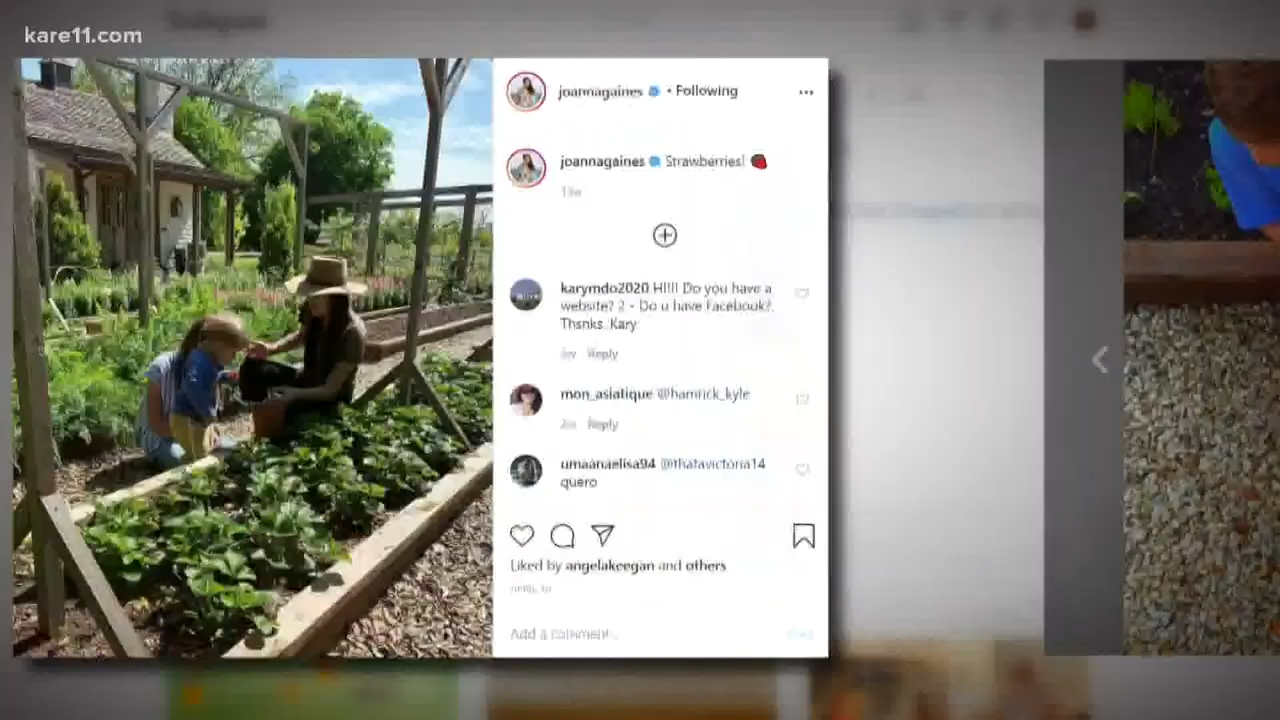 kare11.com
joannagaines • Following
joannagaines Strawberries!
karymdo2020 HI!!! Do you have a
website? 2 - Do u have Facebook?.
Thsnks. Kary
Reply
mon_asiatique @hamrick_kyle
Reply
umaanaelisa94 @thatavictoria14
quero
Liked by angelakeegan and others
Add a comment...